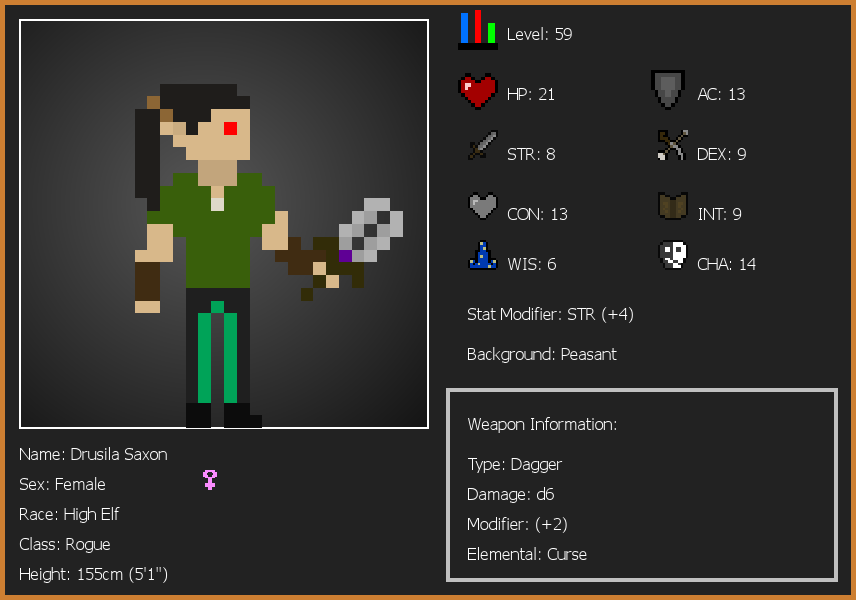 Level: 59
HP: 21
AC: 13
STR: 8
DEX: 9
CON: 13
INT: 9
WIS: 6
CHA: 14
Stat Modifier: STR (+4)
Background: Peasant
Weapon Information:
Type: Dagger
Damage: d6
Modifier: (+2)
Elemental: Curse
Name: Drusila Saxon
Sex: Female
Race: High Elf
Class: Rogue
Height: 155cm (5'1")